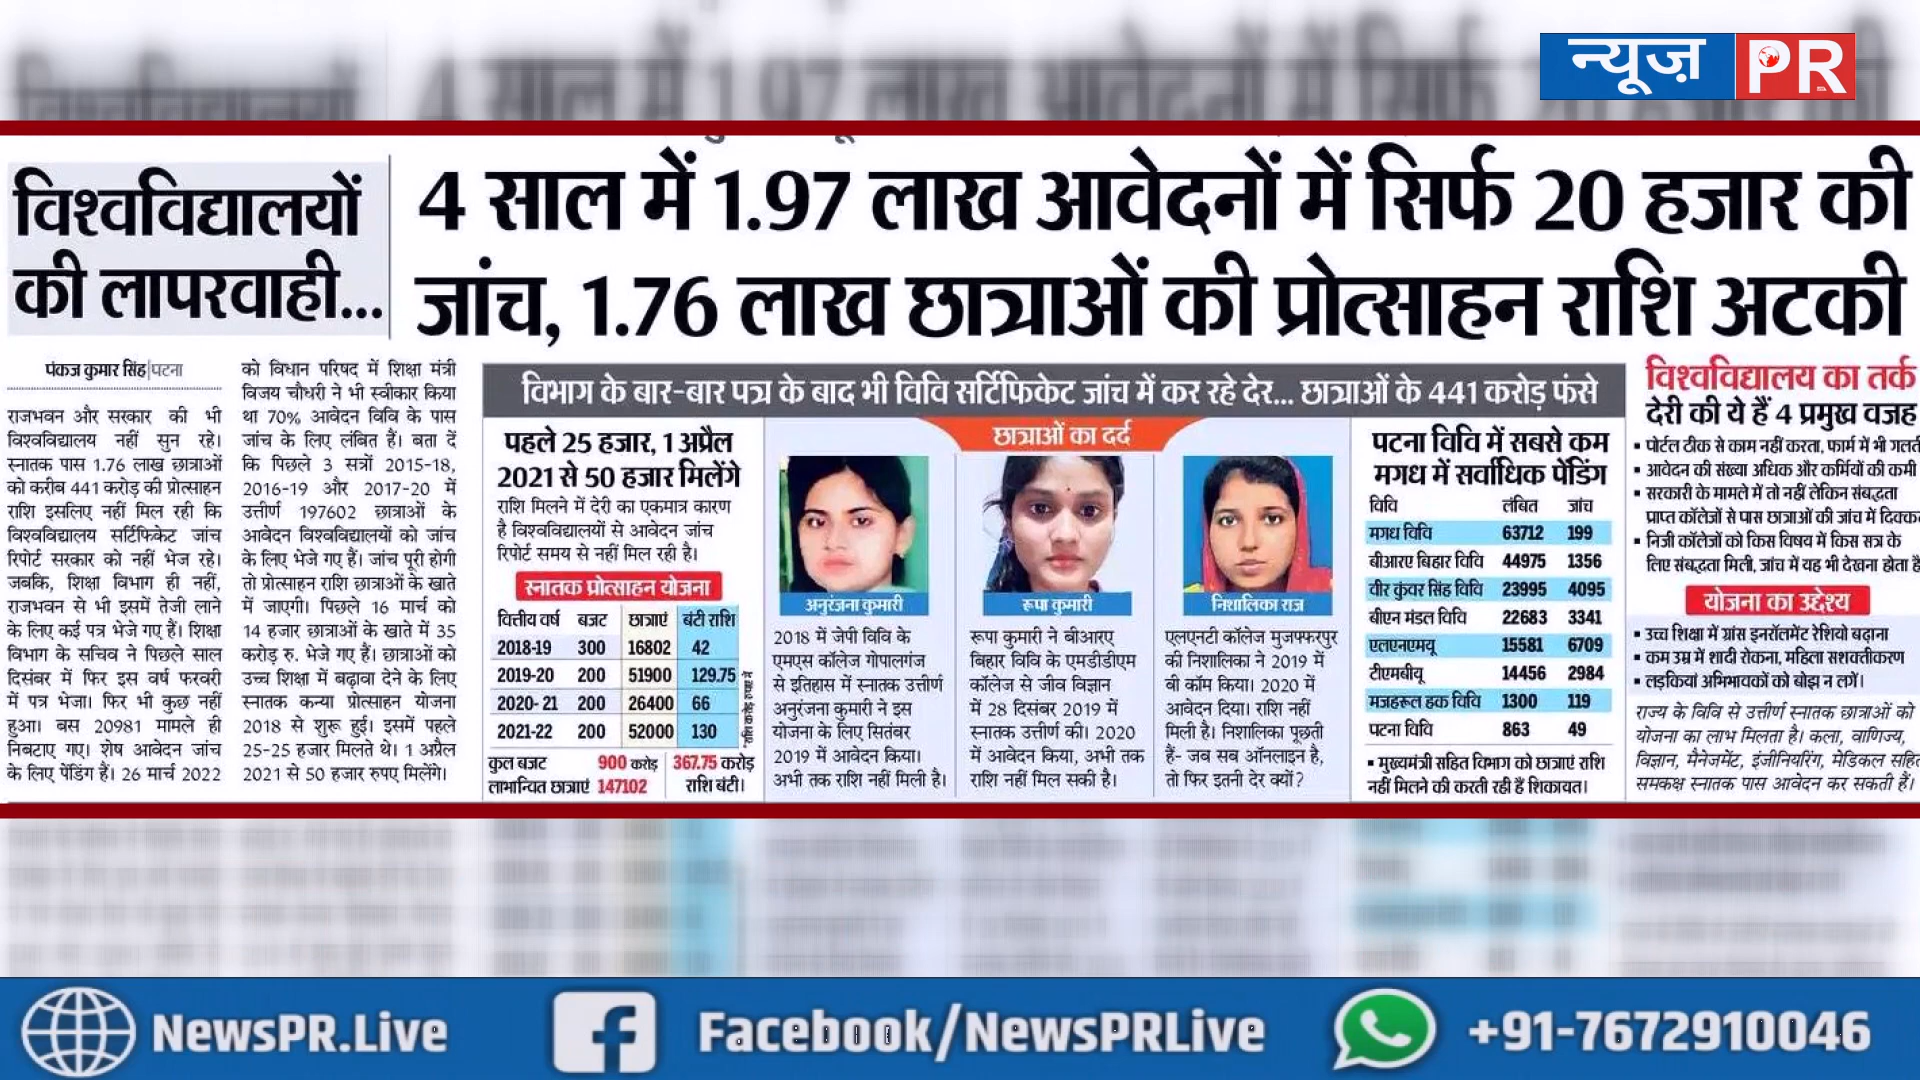 न्यूज़ PR
विश्वविद्यालयों
की लापरवाही...
4 साल में 1.97 लाख आवेदनों में सिर्फ 20 हजार की
जांच, 1.76 लाख छात्राओं की प्रोत्साहन राशि अटकी
पंकज कुमार सिंह|पटना
राजभवन और सरकार की भी
विश्वविद्यालय नहीं सुन रहे।
स्नातक पास 1.76 लाख छात्राओं
को करीब 441 करोड़ की प्रोत्साहन
राशि इसलिए नहीं मिल रही कि
विश्वविद्यालय सर्टिफिकेट जांच
रिपोर्ट सरकार को नहीं भेज रहे।
जबकि, शिक्षा विभाग ही नहीं,
राजभवन से भी इसमें तेजी लाने
के लिए कई पत्र भेजे गए हैं। शिक्षा
विभाग के सचिव ने पिछले साल
दिसंबर में फिर इस वर्ष फरवरी
में पत्र भेजा। फिर भी कुछ नहीं
हुआ। बस 20981 मामले ही
निबटाए गए। शेष आवेदन जांच
के लिए पेंडिंग हैं। 26 मार्च 2022
को विधान परिषद में शिक्षा मंत्री
विजय चौधरी ने भी स्वीकार किया
था 70% आवेदन विवि के पास
जांच के लिए लंबित हैं। बता दें
कि पिछले 3 सत्रों 2015-18,
2016-19 और 2017-20 में
उत्तीर्ण 197602 छात्राओं के
आवेदन विश्वविद्यालयों को जांच
के लिए भेजे गए हैं। जांच पूरी होगी
तो प्रोत्साहन राशि छात्राओं के खाते
में जाएगी। पिछले 16 मार्च को
14 हजार छात्राओं के खाते में 35
करोड़ रु. भेजे गए हैं। छात्राओं को
उच्च शिक्षा में बढ़ावा देने के लिए
स्नातक कन्या प्रोत्साहन योजना
2018 से शुरू हुई। इसमें पहले
25-25 हजार मिलते थे। 1 अप्रैल
2021 से 50 हजार रुपए मिलेंगे।
विभाग के बार-बार पत्र के बाद भी विवि सर्टिफिकेट जांच में कर रहे देर... छात्राओं के 441 करोड़ फंसे
पहले 25 हजार, 1 अप्रैल
2021 से 50 हजार मिलेंगे
राशि मिलने में देरी का एकमात्र कारण
है विश्वविद्यालयों से आवेदन जांच
रिपोर्ट समय से नहीं मिल रही है।
स्नातक प्रोत्साहन योजना
वित्तीय वर्ष बजट छात्राएं बंटी राशि
2018-19 300 16802 42
2019-20 200 51900 129.75
2020- 21 200 26400 66
2021-22 200 52000 130
*राशि करोड़ रुपए में
कुल बजट 900 करोड़ 367.75 करोड़
लाभान्वित छात्राएं 147102 राशि बंटी।
छात्राओं का दर्द
अनुरंजना कुमारी
2018 में जेपी विवि के
एमएस कॉलेज गोपालगंज
से इतिहास में स्नातक उत्तीर्ण
अनुरंजना कुमारी ने इस
योजना के लिए सितंबर
2019 में आवेदन किया।
अभी तक राशि नहीं मिली है।
रूपा कुमारी
रूपा कुमारी ने बीआरए
बिहार विवि के एमडीडीएम
कॉलेज से जीव विज्ञान
में 28 दिसंबर 2019 में
स्नातक उत्तीर्ण की। 2020
में आवेदन किया, अभी तक
राशि नहीं मिल सकी है।
निशालिका राज
एलएनटी कॉलेज मुजफ्फरपुर
की निशालिका ने 2019 में
बी कॉम किया। 2020 में
आवेदन दिया। राशि नहीं
मिली है। निशालिका पूछती
हैं- जब सब ऑनलाइन है,
तो फिर इतनी देर क्यों?
पटना विवि में सबसे कम
मगध में सर्वाधिक पेंडिंग
विवि लंबित जांच
मगध विवि 63712 199
बीआरए बिहार विवि 44975 1356
वीर कुंवर सिंह विवि 23995 4095
बीएन मंडल विवि 22683 3341
एलएनएमयू 15581 6709
टीएमबीयू 14456 2984
मजहरूल हक विवि 1300 119
पटना विवि 863 49
▪ मुख्यमंत्री सहित विभाग को छात्राएं राशि
नहीं मिलने की करती रही हैं शिकायत।
विश्वविद्यालय का तर्क
देरी की ये हैं 4 प्रमुख वजह
▪ पोर्टल ठीक से काम नहीं करता, फार्म में भी गलती
▪ आवेदन की संख्या अधिक और कर्मियों की कमी
▪ सरकारी के मामले में तो नहीं लेकिन संबद्धता
प्राप्त कॉलेजों से पास छात्राओं की जांच में दिक्कत
▪ निजी कॉलेजों को किस विषय में किस सत्र के
लिए संबद्धता मिली, जांच में यह भी देखना होता है
योजना का उद्देश्य
▪ उच्च शिक्षा में ग्रांस इनरॉलमेंट रेशियो बढ़ाना
▪ कम उम्र में शादी रोकना, महिला सशक्तीकरण
▪ लड़कियां अभिभावकों को बोझ न लगें।
राज्य के विवि से उत्तीर्ण स्नातक छात्राओं को
योजना का लाभ मिलता है। कला, वाणिज्य,
विज्ञान, मैनेजमेंट, इंजीनियरिंग, मेडिकल सहित
समकक्ष स्नातक पास आवेदन कर सकती हैं।
NewsPR.Live
Facebook/NewsPRLive
+91-7672910046